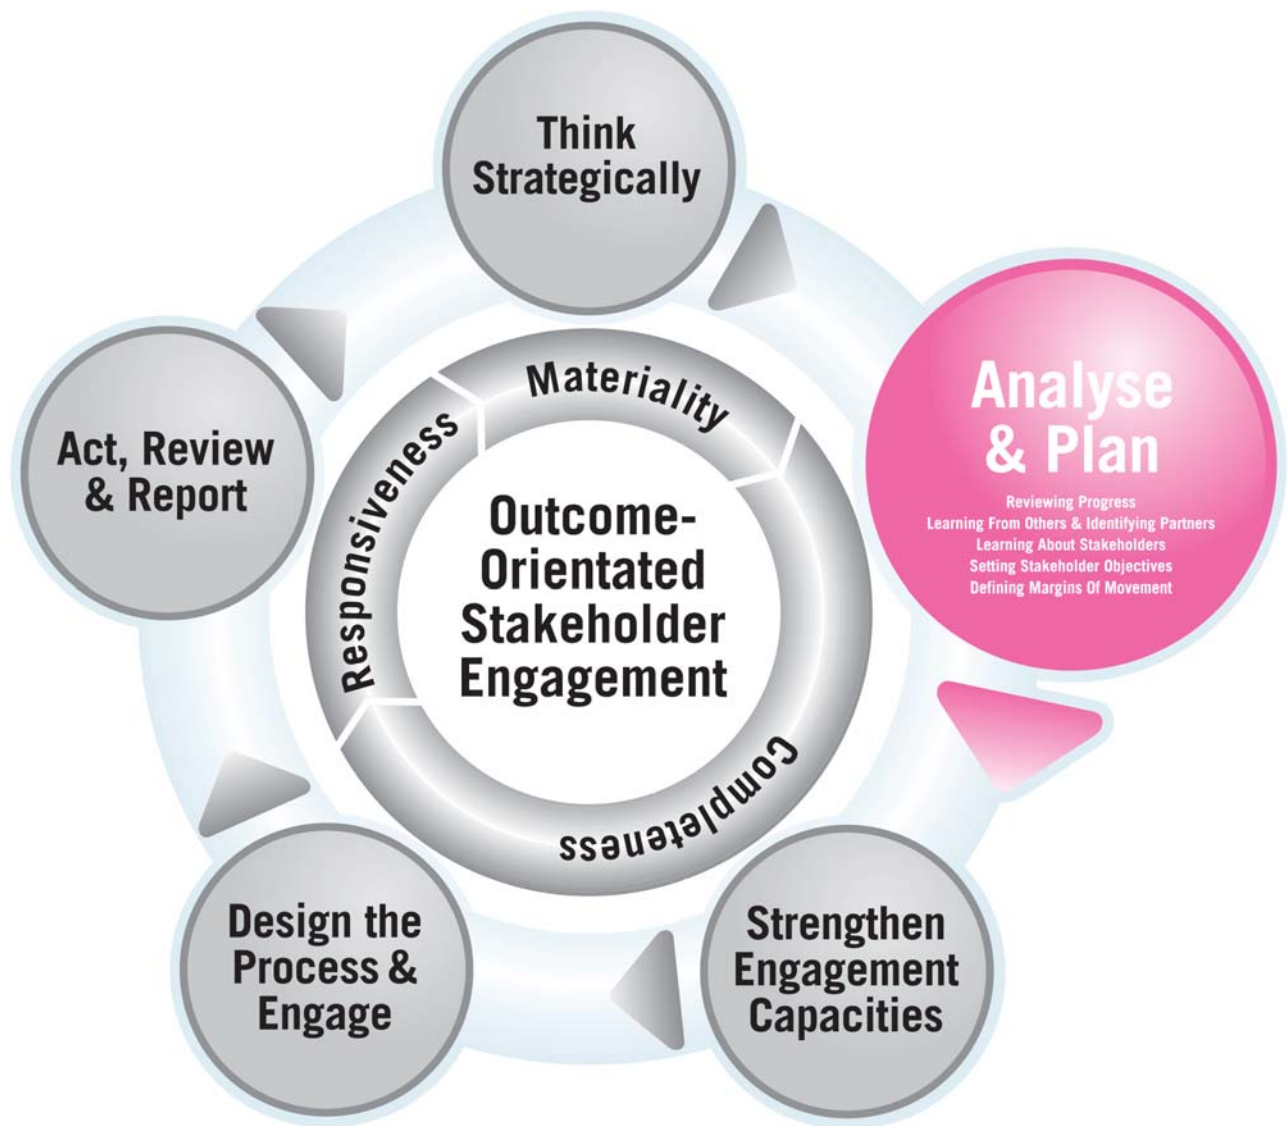 Think
Strategically
Analyse
& Plan
Reviewing Progress
Learning From Others & Identifying Partners
Learning About Stakeholders
Setting Stakeholder Objectives
Defining Margins Of Movement
Strengthen
Engagement
Capacities
Design the
Process &
Engage
Act, Review
& Report
Materiality
Completeness
Responsiveness
Outcome-
Orientated
Stakeholder
Engagement